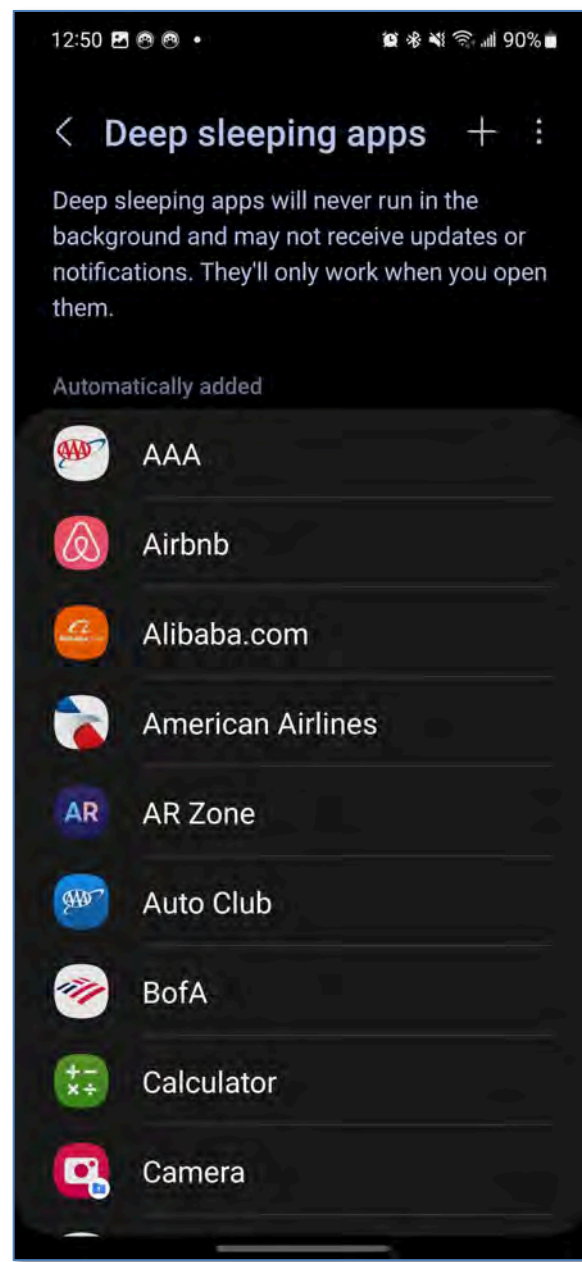 12:50
90%
Deep sleeping apps
Deep sleeping apps will never run in the
background and may not receive updates or
notifications. They'll only work when you open
them.
Automatically added
AAA
AAA
Airbnb
Alibaba.com
American Airlines
AR
AR Zone
AAA
Auto Club
BofA
Calculator
Camera